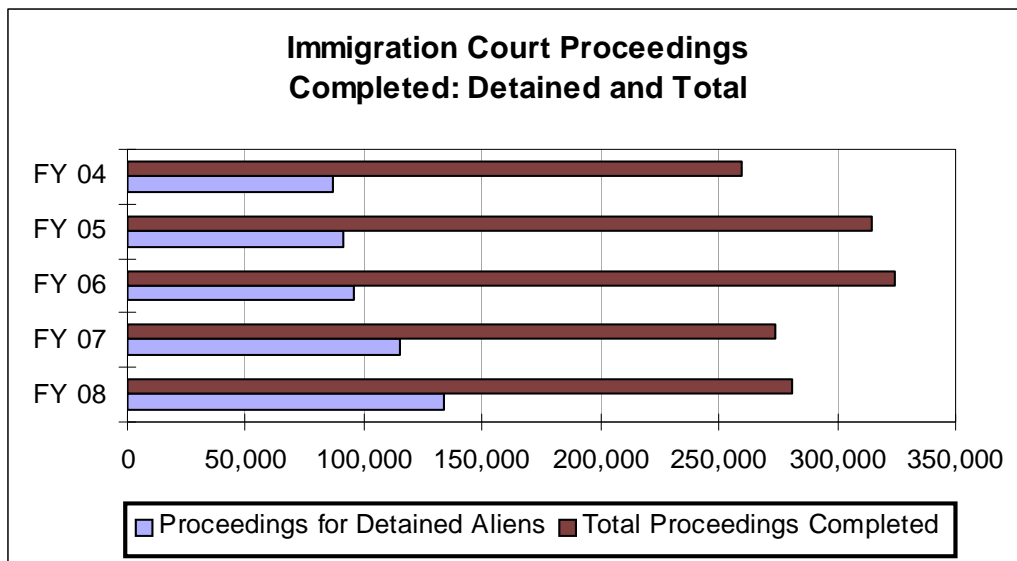 Immigration Court Proceedings
Completed: Detained and Total
FY 04
FY 05
FY 06
FY 07
FY 08
0 50,000 100,000 150,000 200,000 250,000 300,000 350,000
Proceedings for Detained Aliens Total Proceedings Completed